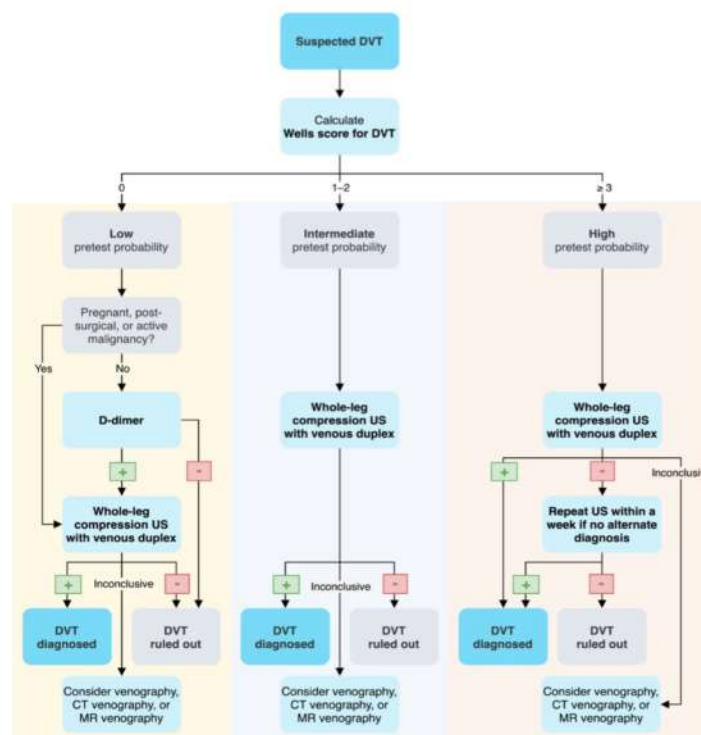 Suspected DVT
Calculate
Wells score for DVT
0
1–2
≥ 3
Low
pretest probability
Intermediate
pretest probability
High
pretest probability
Pregnant, post-
surgical, or active
malignancy?
Yes
No
D-dimer
+
-
Whole-leg
compression US
with venous duplex
+
Inconclusive
-
DVT
diagnosed
DVT
ruled out
Consider venography,
CT venography, or
MR venography
Whole-leg
compression US
with venous duplex
+
Inconclusive
-
DVT
diagnosed
DVT
ruled out
Consider venography,
CT venography, or
MR venography
Whole-leg
compression US
with venous duplex
+
-
Inconclusiv
Repeat US within a
week if no alternate
diagnosis
+
-
DVT
diagnosed
DVT
ruled out
Consider venography,
CT venography, or
MR venography